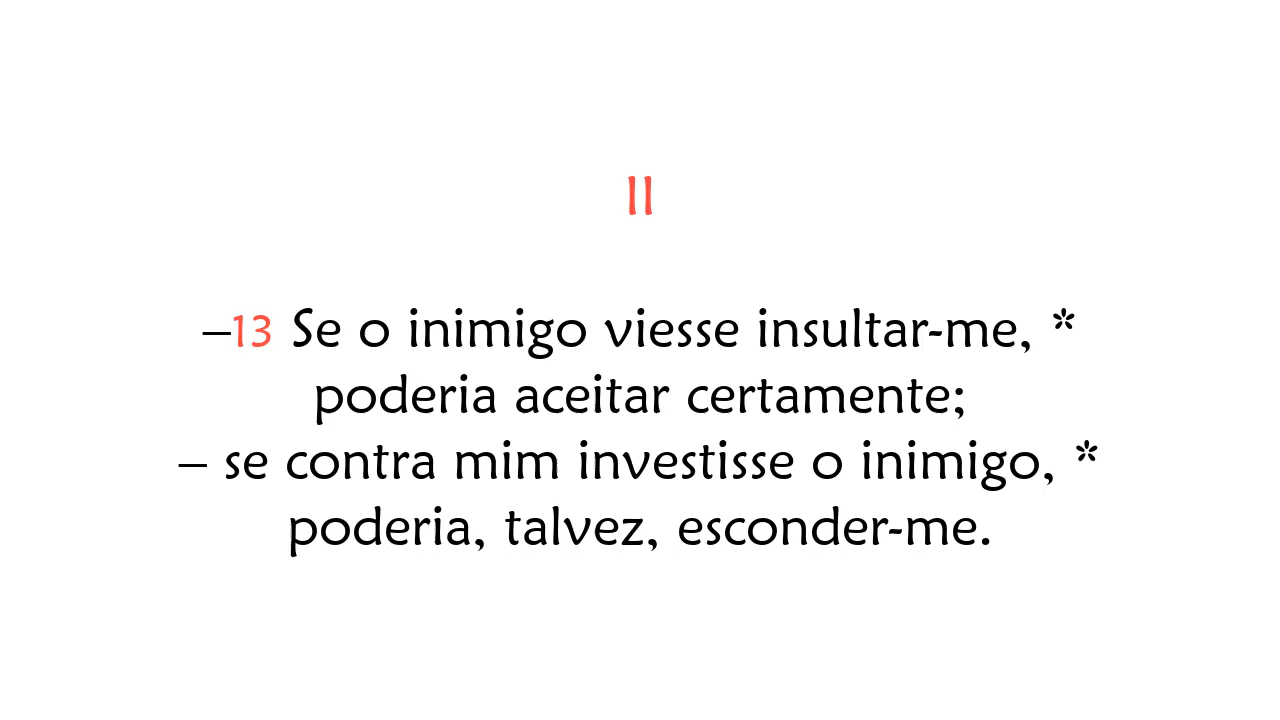 II
–13 Se o inimigo viesse insultar-me, *
poderia aceitar certamente;
– se contra mim investisse o inimigo, *
poderia, talvez, esconder-me.